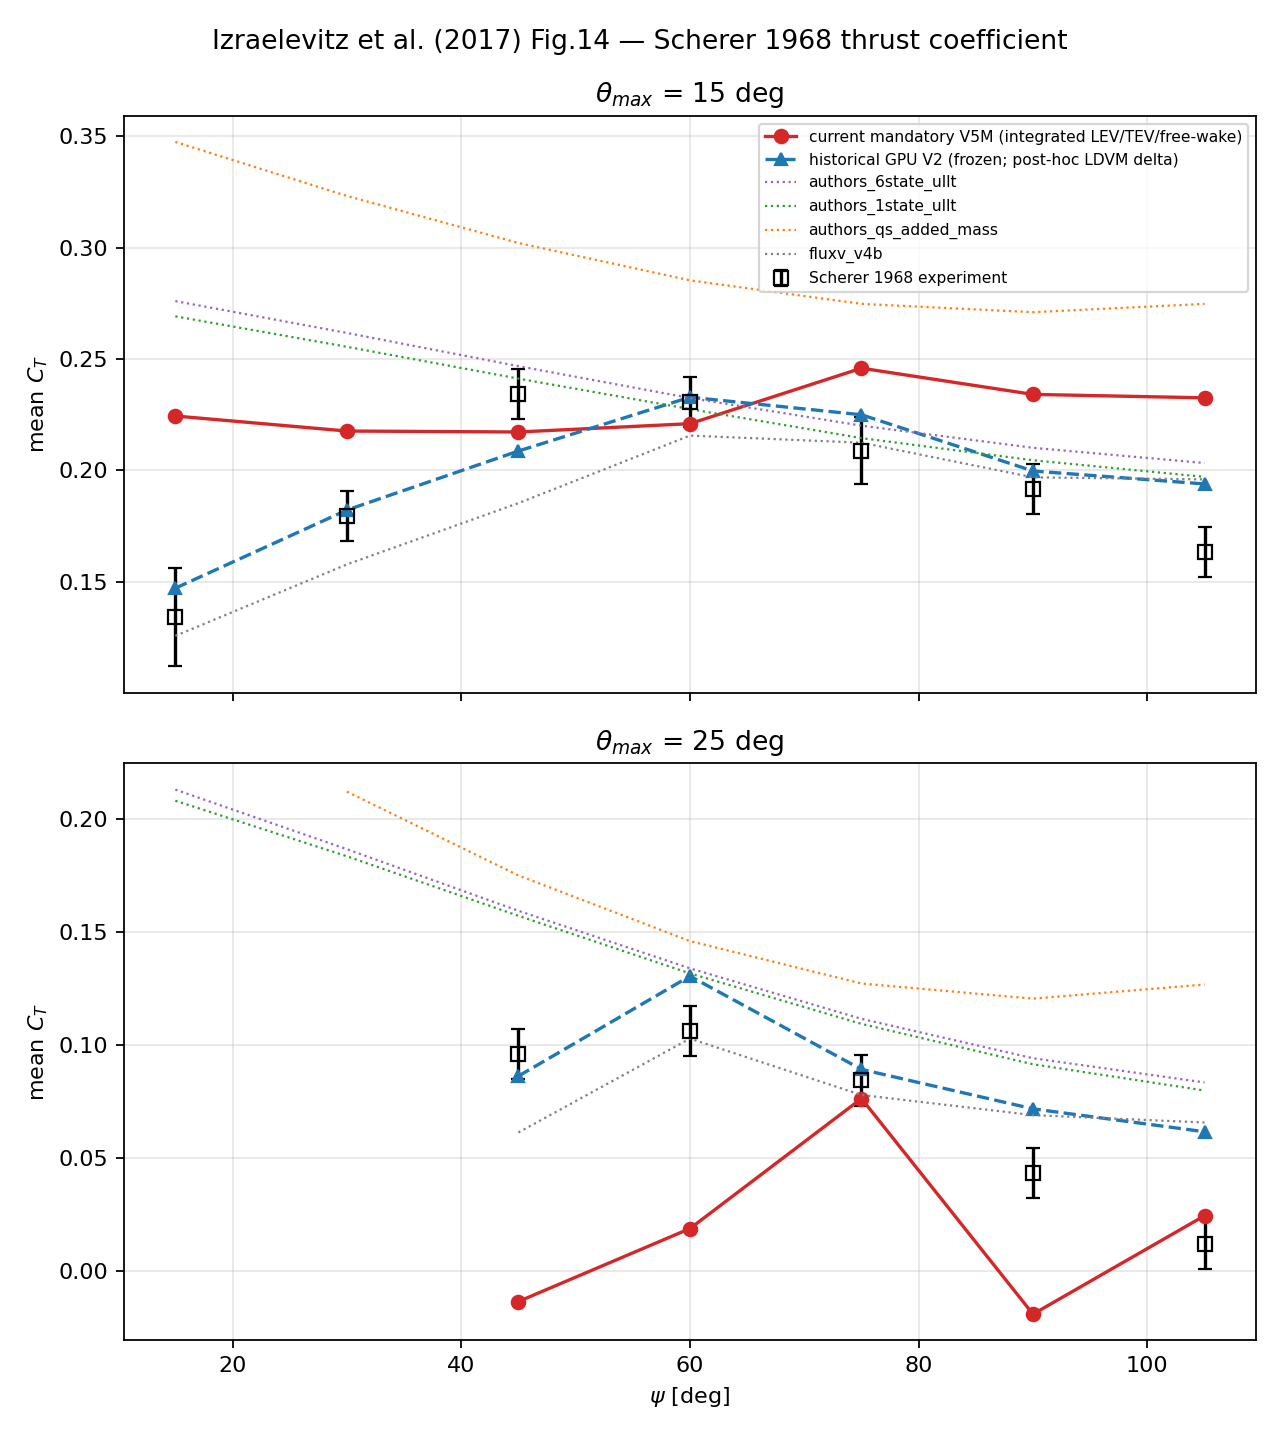 Izraelevitz et al. (2017) Fig.14 — Scherer 1968 thrust coefficient
θmax = 15 deg
0.35
0.30
0.25
0.20
0.15
mean CT
current mandatory V5M (integrated LEV/TEV/free-wake)
historical GPU V2 (frozen; post-hoc LDVM delta)
authors_6state_ullt
authors_1state_ullt
authors_qs_added_mass
fluxv_v4b
Scherer 1968 experiment
θmax = 25 deg
0.20
0.15
0.10
0.05
0.00
mean CT
20 40 60 80 100
ψ [deg]